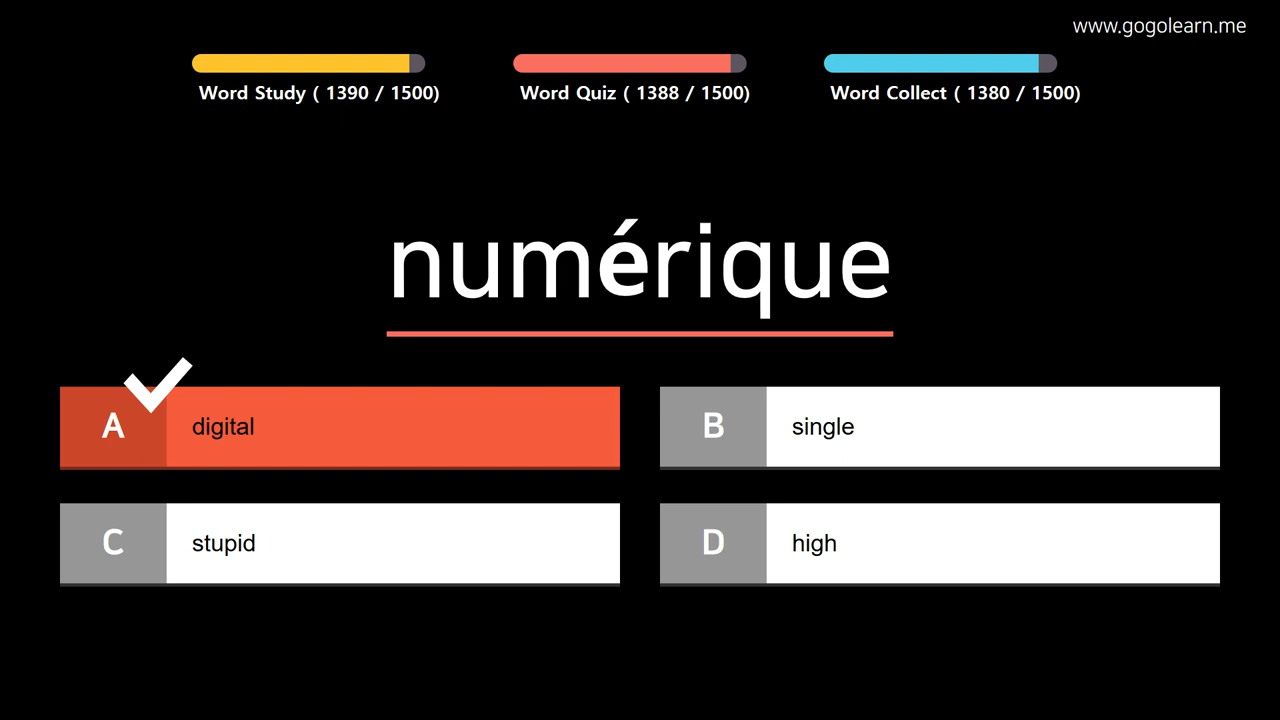 www.gogolearn.me
Word Study ( 1390 / 1500)
Word Quiz ( 1388 / 1500)
Word Collect ( 1380 / 1500)
numérique
A digital
B single
C stupid
D high